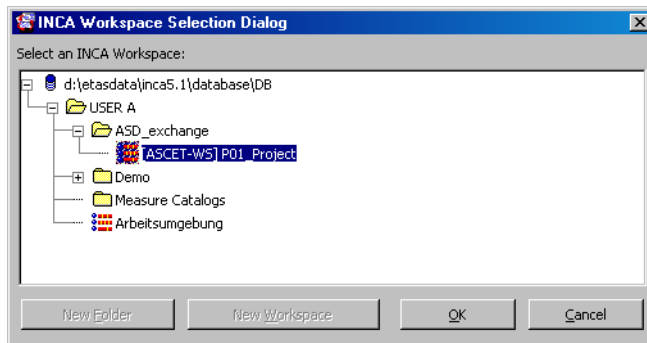 INCA Workspace Selection Dialog
Select an INCA Workspace:
d:\etasdata\inca5.1\database\DB
USER A
ASD_exchange
[ASCET-WS] P01_Project
Demo
Measure Catalogs
Arbeitsumgebung
New Folder New Workspace OK Cancel